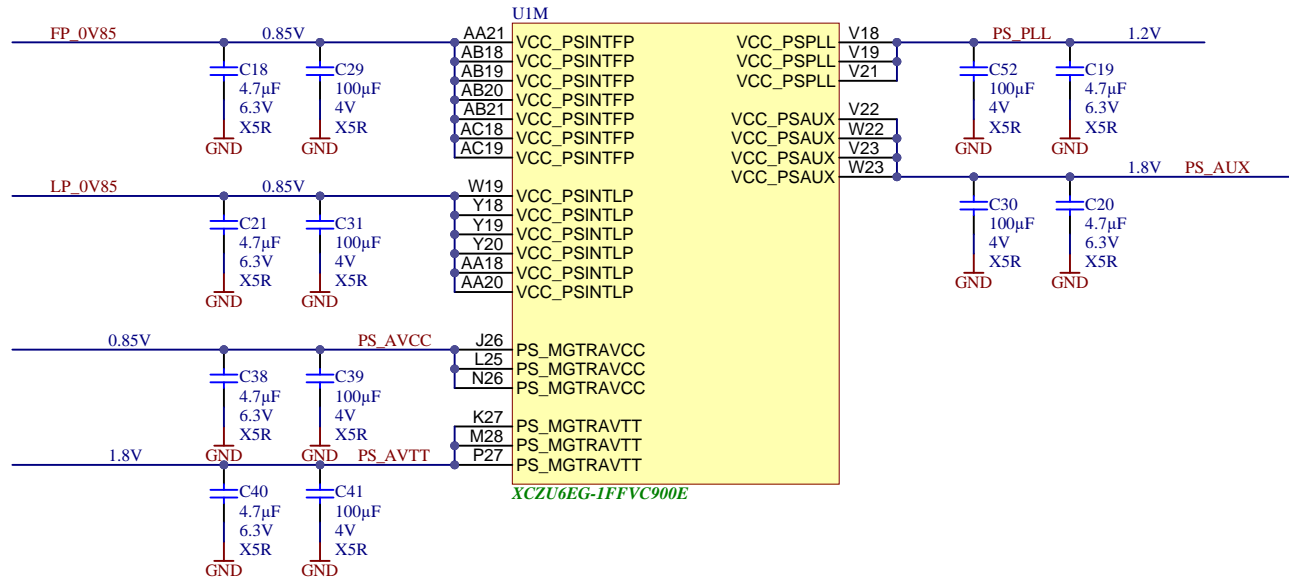 U1M
FP_0V85
0.85V
C18
4.7µF
6.3V
X5R
GND
C29
100µF
4V
X5R
GND
AA21 VCC_PSINTFP
AB18 VCC_PSINTFP
AB19 VCC_PSINTFP
AB20 VCC_PSINTFP
AB21 VCC_PSINTFP
AC18 VCC_PSINTFP
AC19 VCC_PSINTFP
LP_0V85
0.85V
C21
4.7µF
6.3V
X5R
GND
C31
100µF
4V
X5R
GND
W19 VCC_PSINTLP
Y18 VCC_PSINTLP
Y19 VCC_PSINTLP
Y20 VCC_PSINTLP
AA18 VCC_PSINTLP
AA20 VCC_PSINTLP
0.85V
PS_AVCC
C38
4.7µF
6.3V
X5R
GND
C39
100µF
4V
X5R
GND
J26 PS_MGTRAVCC
L25 PS_MGTRAVCC
N26 PS_MGTRAVCC
K27 PS_MGTRAVTT
M28 PS_MGTRAVTT
P27 PS_MGTRAVTT
1.8V
PS_AVTT
C40
4.7µF
6.3V
X5R
GND
C41
100µF
4V
X5R
GND
VCC_PSPLL V18
VCC_PSPLL V19
VCC_PSPLL V21
PS_PLL
1.2V
C52
100µF
4V
X5R
GND
C19
4.7µF
6.3V
X5R
GND
VCC_PSAUX V22
VCC_PSAUX W22
VCC_PSAUX V23
VCC_PSAUX W23
1.8V
PS_AUX
C30
100µF
4V
X5R
GND
C20
4.7µF
6.3V
X5R
GND
XCZU6EG-1FFVC900E